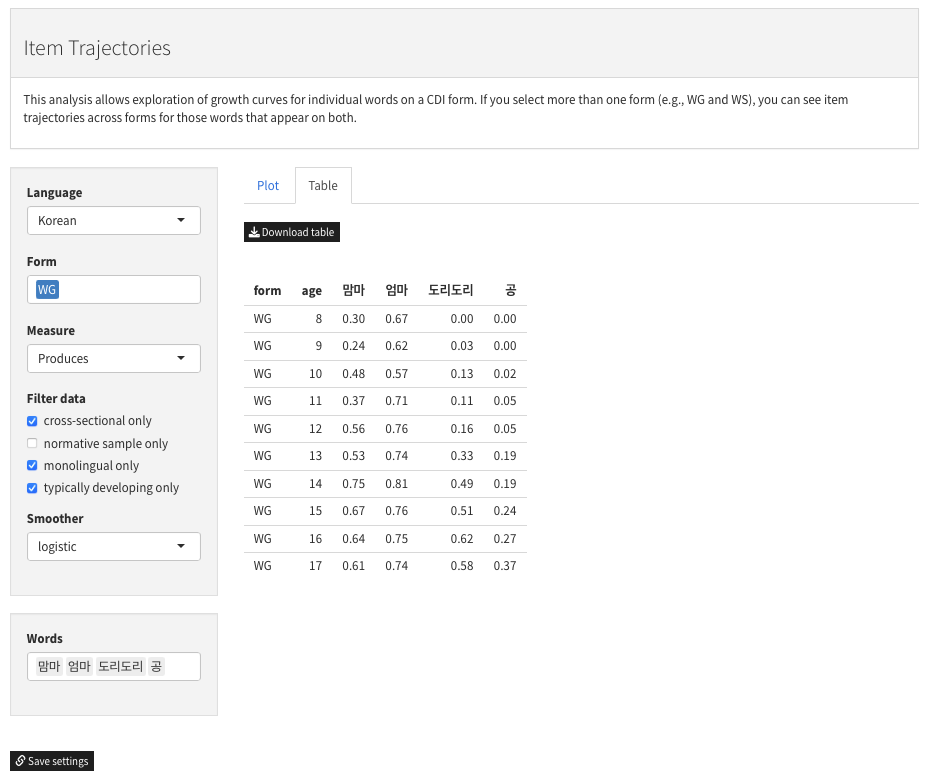 Item Trajectories
This analysis allows exploration of growth curves for individual words on a CDI form. If you select more than one form (e.g., WG and WS), you can see item
trajectories across forms for those words that appear on both.
Language
Korean
Form
WG
Measure
Produces
Filter data
cross-sectional only
normative sample only
monolingual only
typically developing only
Smoother
logistic
Words
맘마 엄마 도리도리 공
Save settings
Plot Table
Download table
form age 맘마 엄마 도리도리 공
WG 8 0.30 0.67 0.00 0.00
WG 9 0.24 0.62 0.03 0.00
WG 10 0.48 0.57 0.13 0.02
WG 11 0.37 0.71 0.11 0.05
WG 12 0.56 0.76 0.16 0.05
WG 13 0.53 0.74 0.33 0.19
WG 14 0.75 0.81 0.49 0.19
WG 15 0.67 0.76 0.51 0.24
WG 16 0.64 0.75 0.62 0.27
WG 17 0.61 0.74 0.58 0.37